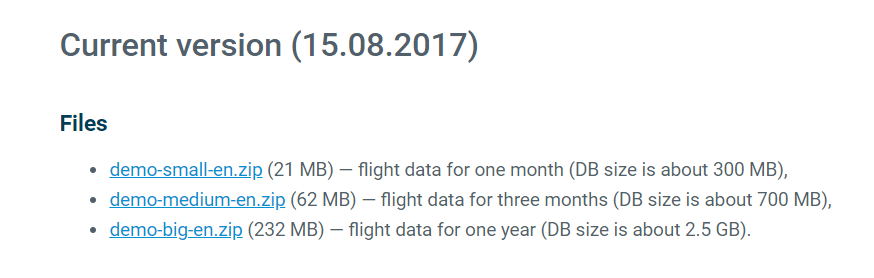 Current version (15.08.2017)
Files
• demo-small-en.zip (21 MB) — flight data for one month (DB size is about 300 MB),
• demo-medium-en.zip (62 MB) — flight data for three months (DB size is about 700 MB),
• demo-big-en.zip (232 MB) — flight data for one year (DB size is about 2.5 GB).